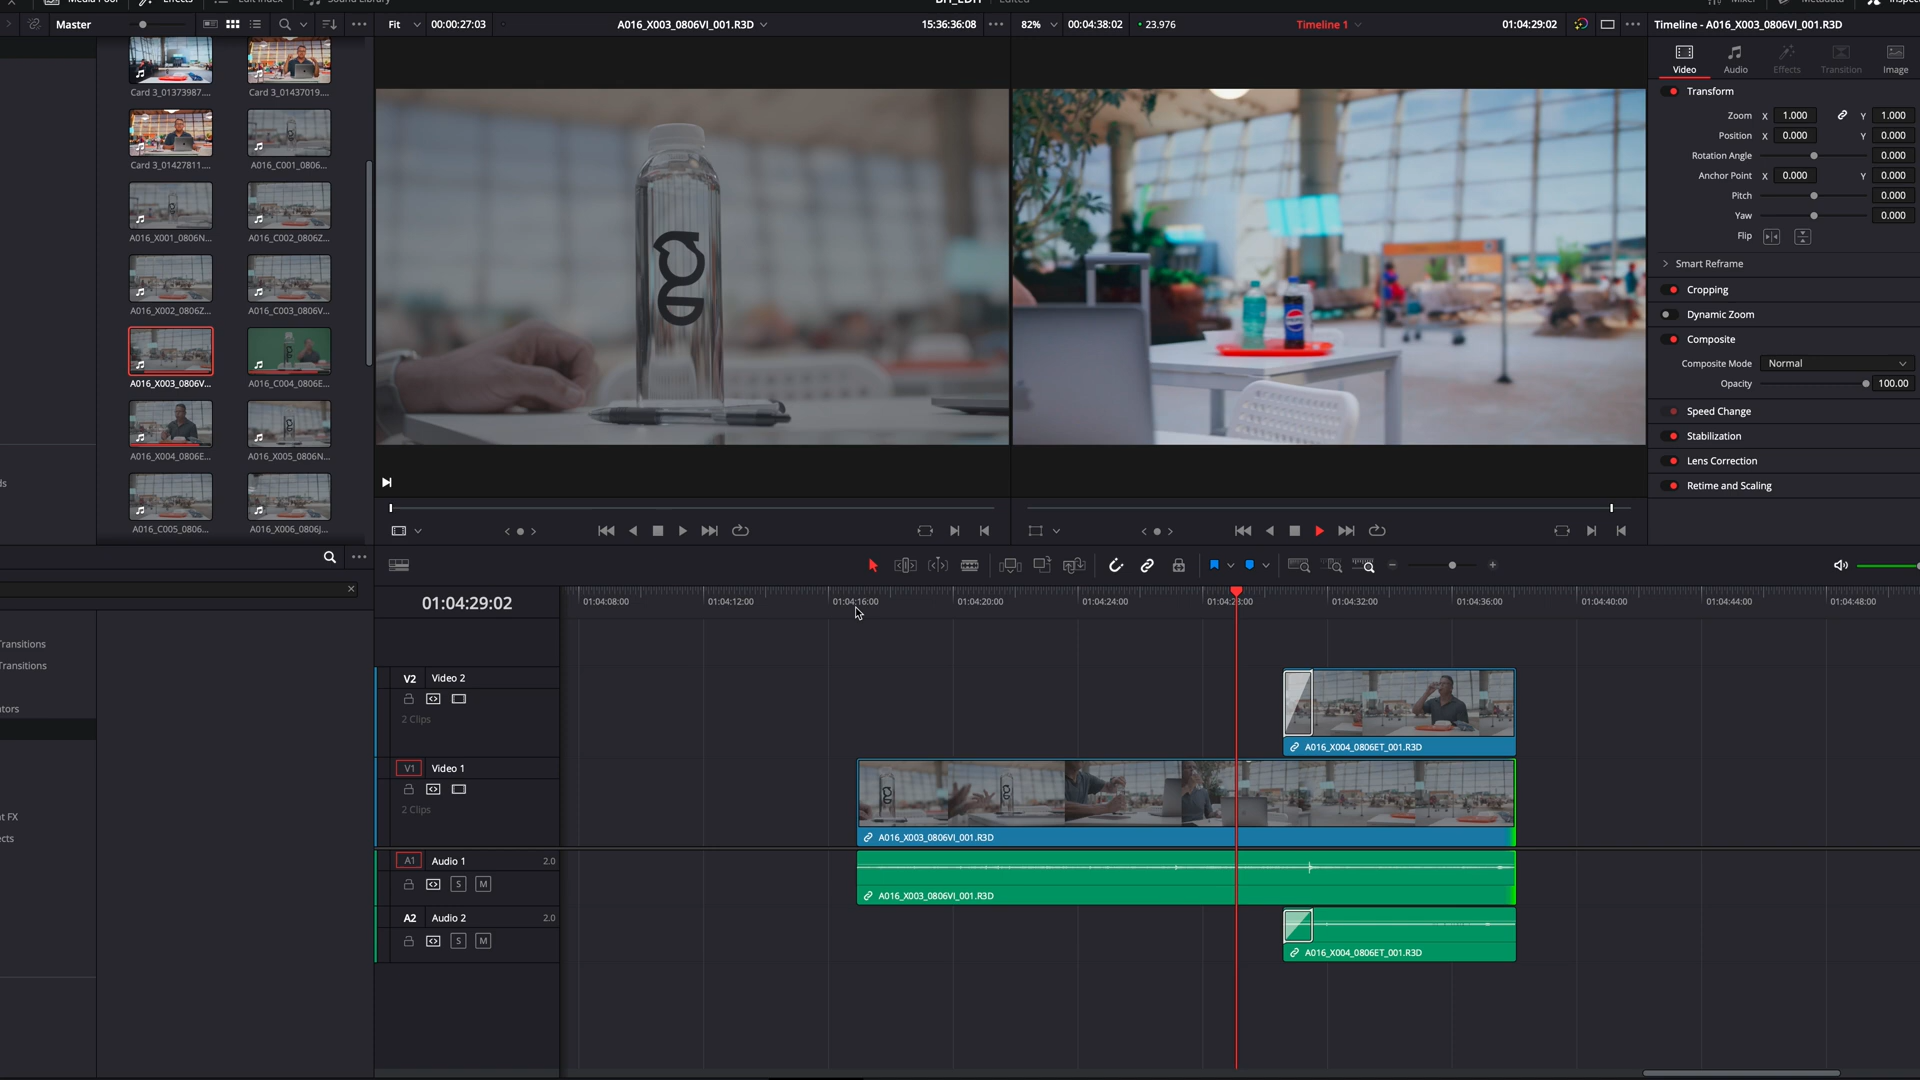 Master
Fit
00:00:27:03
A016_X003_0806VI_001.R3D
15:36:36:08
82%
00:04:38:02
23.976
Timeline 1
01:04:29:02
Timeline - A016_X003_0806VI_001.R3D
Video
Audio
Effects
Transition
Image
Card 3_01373987....
Card 3_01437019....
Card 3_01427811....
A016_C001_0806...
A016_X001_0806N...
A016_C002_0806Z...
A016_X002_0806Z...
A016_C003_0806V...
A016_X003_0806V...
A016_C004_0806E...
A016_X004_0806E...
A016_X005_0806N...
A016_C005_0806...
A016_X006_0806J...
pepsi
Transform
Zoom X 1.000 Y 1.000
Position X 0.000 Y 0.000
Rotation Angle 0.000
Anchor Point X 0.000 Y 0.000
Pitch 0.000
Yaw 0.000
Flip
Smart Reframe
Cropping
Dynamic Zoom
Composite
Composite Mode Normal
Opacity 100.00
Speed Change
Stabilization
Lens Correction
Retime and Scaling
01:04:29:02
01:04:08:00
01:04:12:00
01:04:16:00
01:04:20:00
01:04:24:00
01:04:28:00
01:04:32:00
01:04:36:00
01:04:40:00
01:04:44:00
01:04:48:00
Transitions
Transitions
V2 Video 2
2 Clips
A016_X004_0806ET_001.R3D
V1 Video 1
2 Clips
A016_X003_0806VI_001.R3D
A1 Audio 1 2.0
S M
A016_X003_0806VI_001.R3D
A2 Audio 2 2.0
S M
A016_X004_0806ET_001.R3D